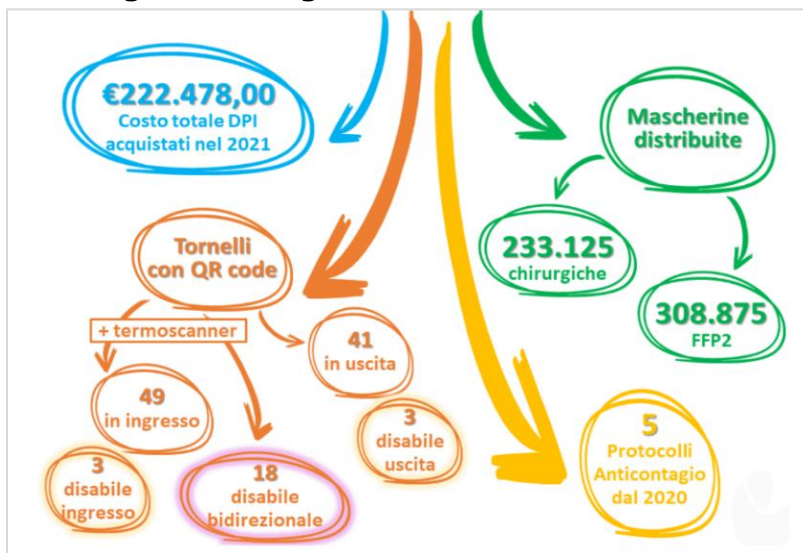 €222.478,00
Costo totale DPI
acquistati nel 2021
Mascherine
distribuite
233.125
chirurgiche
308.875
FFP2
Tornelli
con QR code
+ termoscanner
41
in uscita
49
in ingresso
3
disabile
uscita
3
disabile
ingresso
18
disabile
bidirezionale
5
Protocolli
Anticontagio
dal 2020